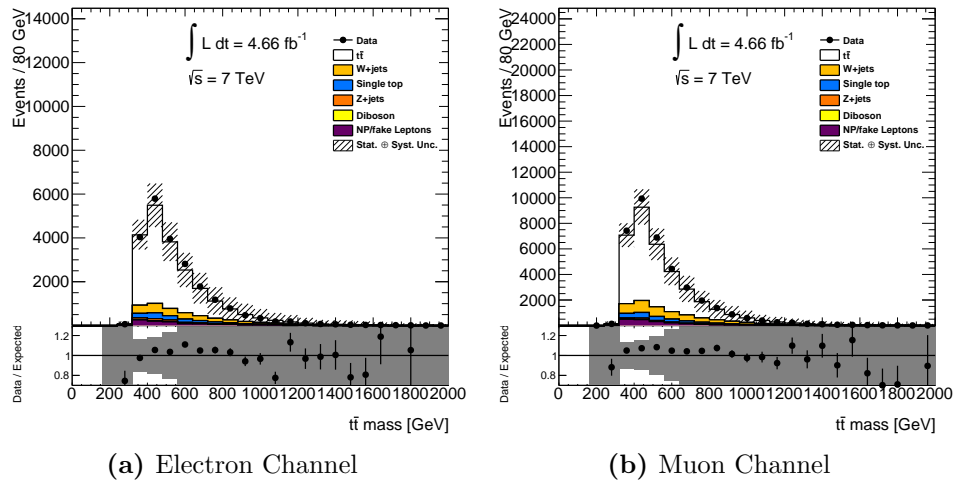 Events / 80 GeV
14000
12000
10000
8000
6000
4000
2000
∫ L dt = 4.66 fb⁻¹
√s = 7 TeV
Data
tt̄
W+jets
Single top
Z+jets
Diboson
NP/fake Leptons
Stat. ⊕ Syst. Unc.
Data / Expected
1.2
1
0.8
0 200 400 600 800 1000 1200 1400 1600 1800 2000
tt̄ mass [GeV]
(a) Electron Channel
Events / 80 GeV
24000
22000
20000
18000
16000
14000
12000
10000
8000
6000
4000
2000
∫ L dt = 4.66 fb⁻¹
√s = 7 TeV
Data
tt̄
W+jets
Single top
Z+jets
Diboson
NP/fake Leptons
Stat. ⊕ Syst. Unc.
Data / Expected
1.2
1
0.8
0 200 400 600 800 1000 1200 1400 1600 1800 2000
tt̄ mass [GeV]
(b) Muon Channel